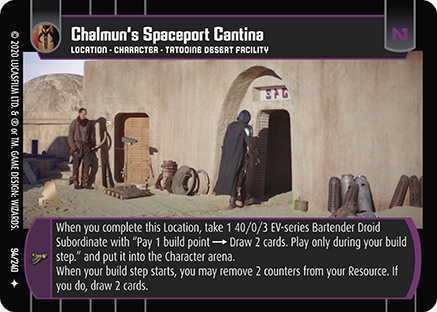 Chalmun's Spaceport Cantina
LOCATION - CHARACTER - TATOOINE DESERT FACILITY
N
When you complete this Location, take 1 40/0/3 EV-series Bartender Droid
Subordinate with “Pay 1 build point → Draw 2 cards. Play only during your build
step.” and put it into the Character arena.
When your build step starts, you may remove 2 counters from your Resource. If
you do, draw 2 cards.
© 2020 LUCASFILM LTD. & ® or TM. GAME DESIGN: WIZARDS.
94/240